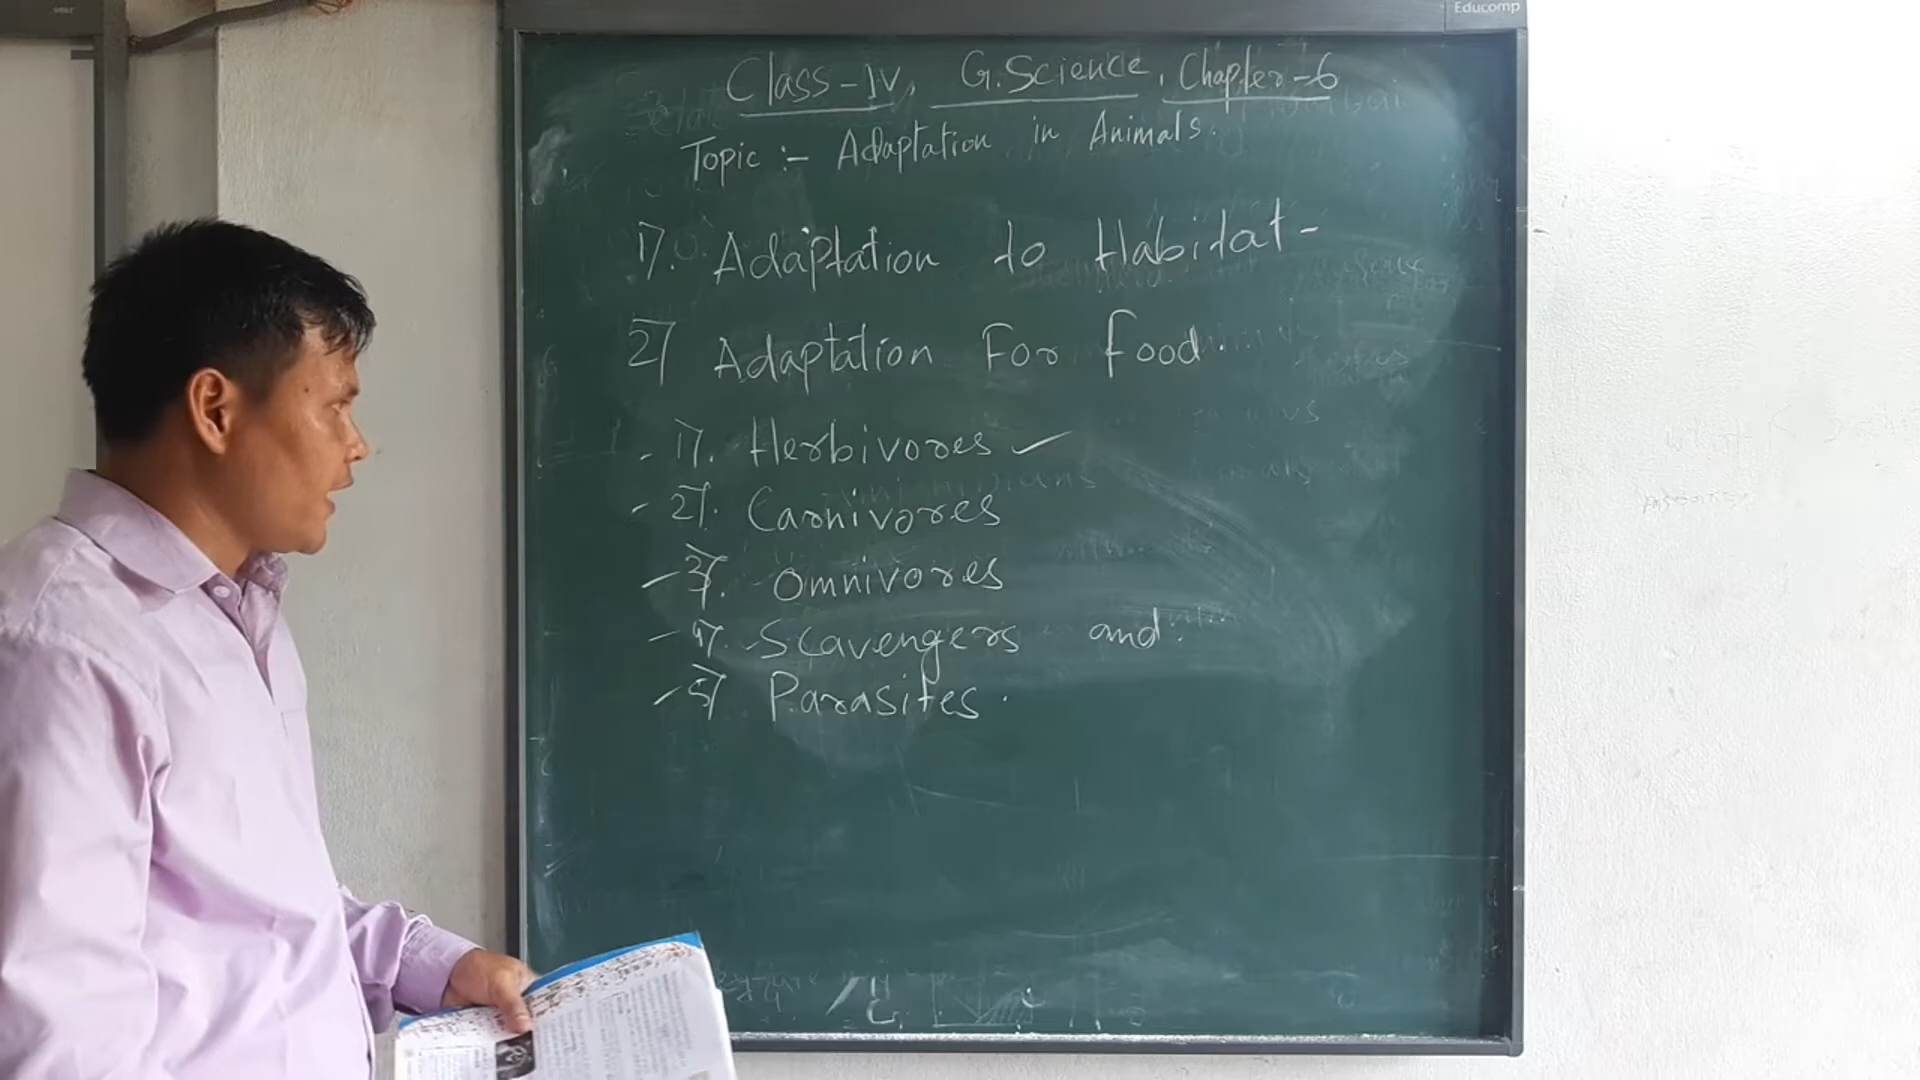 Educomp
Class-IV, G.Science, Chapter-6
Topic :- Adaptation in Animals.
1). Adaptation to Habitat-
2) Adaptation For food.
- 1). Herbivores ✓
- 2). Carnivores
- 3). Omnivores
- 4). Scavengers and.
- 5) Parasites.